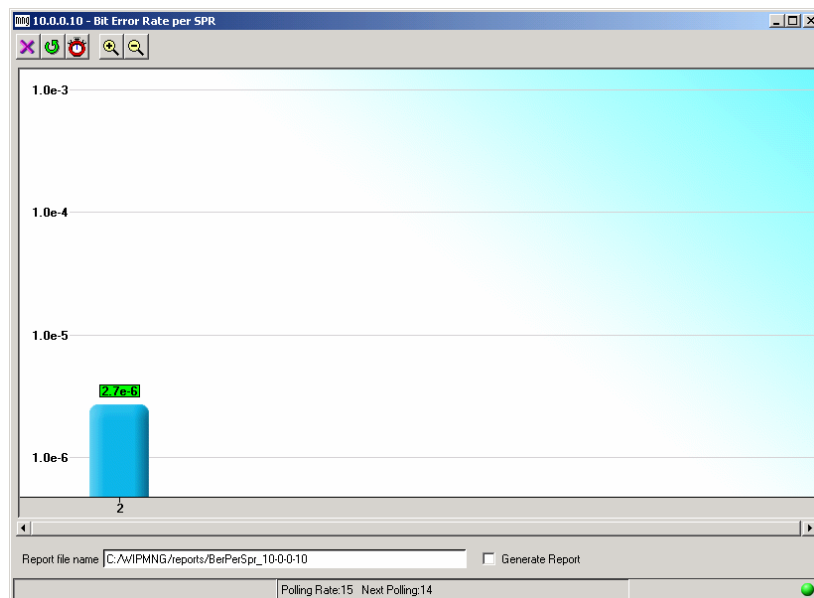 mng 10.0.0.10 - Bit Error Rate per SPR
1.0e-3
1.0e-4
1.0e-5
2.7e-6
1.0e-6
2
Report file name C:/WIPMNG/reports/BerPerSpr_10-0-0-10 Generate Report
Polling Rate:15 Next Polling:14